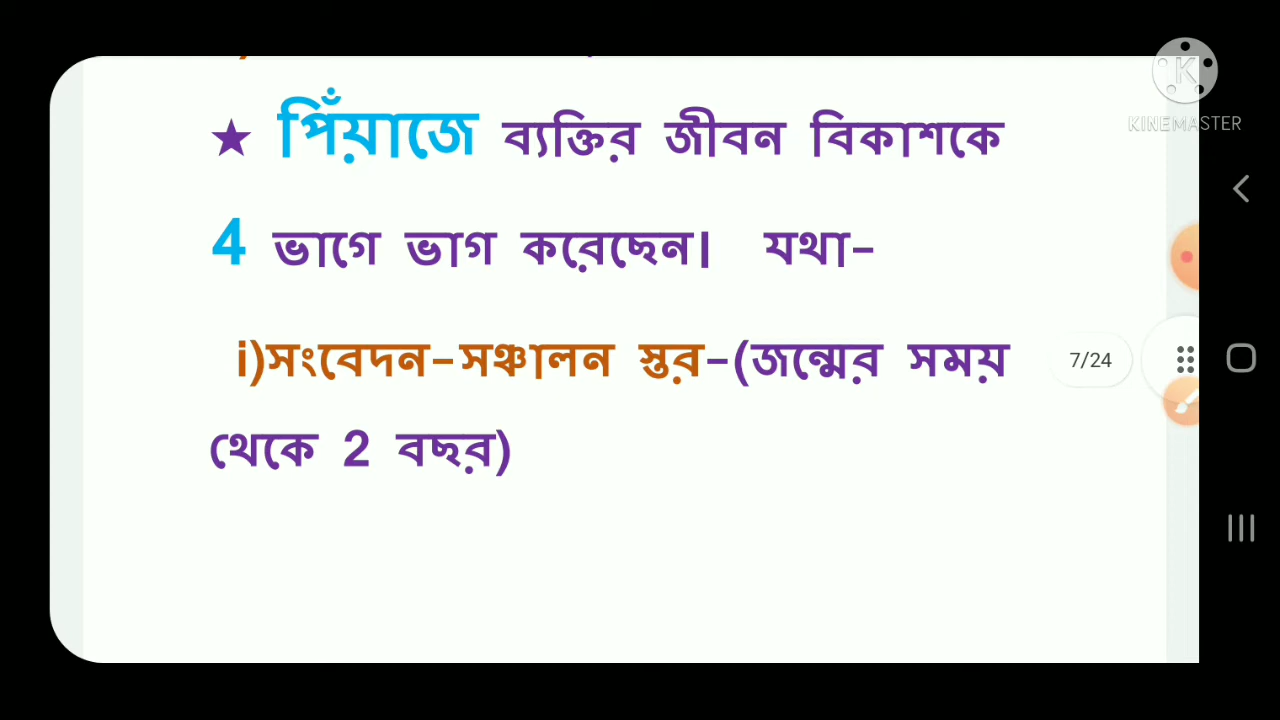 ★ পিঁয়াজে ব্যক্তির জীবন বিকাশকে
4 ভাগে ভাগ করেছেন। যথা-
i)সংবেদন-সঞ্চালন স্তর-(জন্মের সময়
থেকে 2 বছর)
7/24
KINEMASTER